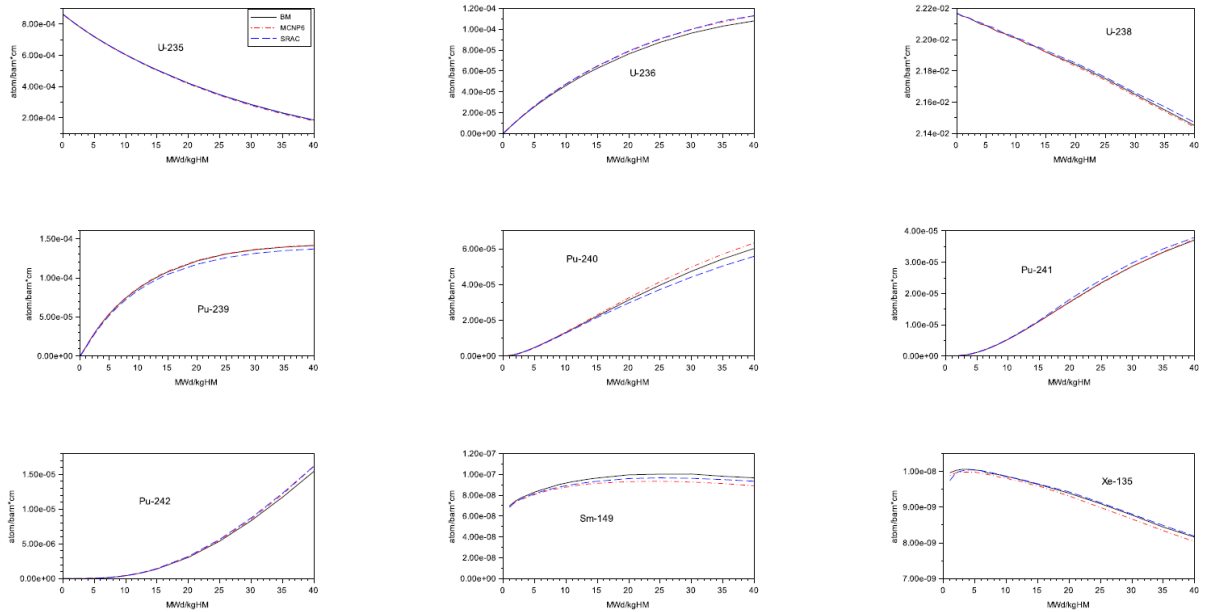 8.00e-04
6.00e-04
4.00e-04
2.00e-04
atom/barn*cm
U-235
BM
MCNP6
SRAC
0 5 10 15 20 25 30 35 40
MWd/kgHM
1.20e-04
1.00e-04
8.00e-05
6.00e-05
4.00e-05
2.00e-05
0.00e+00
atom/barn*cm
U-236
0 5 10 15 20 25 30 35 40
MWd/kgHM
2.22e-02
2.20e-02
2.18e-02
2.16e-02
2.14e-02
atom/barn*cm
U-238
0 5 10 15 20 25 30 35 40
MWd/kgHM
1.50e-04
1.00e-04
5.00e-05
0.00e+00
atom/barn*cm
Pu-239
0 5 10 15 20 25 30 35 40
MWd/kgHM
6.00e-05
4.00e-05
2.00e-05
0.00e+00
atom/barn*cm
Pu-240
0 5 10 15 20 25 30 35 40
MWd/kgHM
4.00e-05
3.00e-05
2.00e-05
1.00e-05
0.00e+00
atom/barn*cm
Pu-241
0 5 10 15 20 25 30 35 40
MWd/kgHM
1.50e-05
1.00e-05
5.00e-06
0.00e+00
atom/barn*cm
Pu-242
0 5 10 15 20 25 30 35 40
MWd/kgHM
1.20e-07
1.00e-07
8.00e-08
6.00e-08
4.00e-08
2.00e-08
0.00e+00
atom/barn*cm
Sm-149
0 5 10 15 20 25 30 35 40
MWd/kgHM
1.00e-08
9.00e-09
8.00e-09
7.00e-09
atom/barn*cm
Xe-135
0 5 10 15 20 25 30 35 40
MWd/kgHM